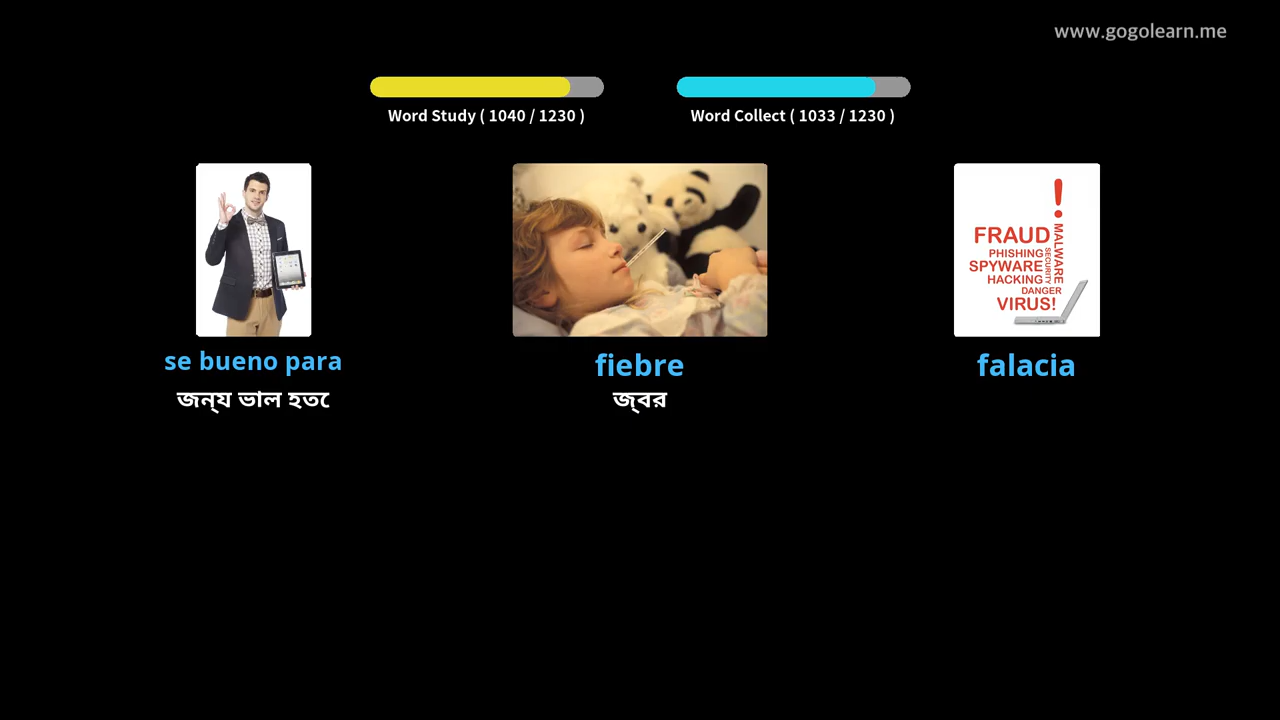 www.gogolearn.me
Word Study ( 1040 / 1230 )
Word Collect ( 1033 / 1230 )
FRAUD
PHISHING
SPYWARE
HACKING
DANGER
VIRUS!
!
MALWARE
SECURITY
se bueno para
fiebre
falacia
জন্য ভাল হতে
জ্বর